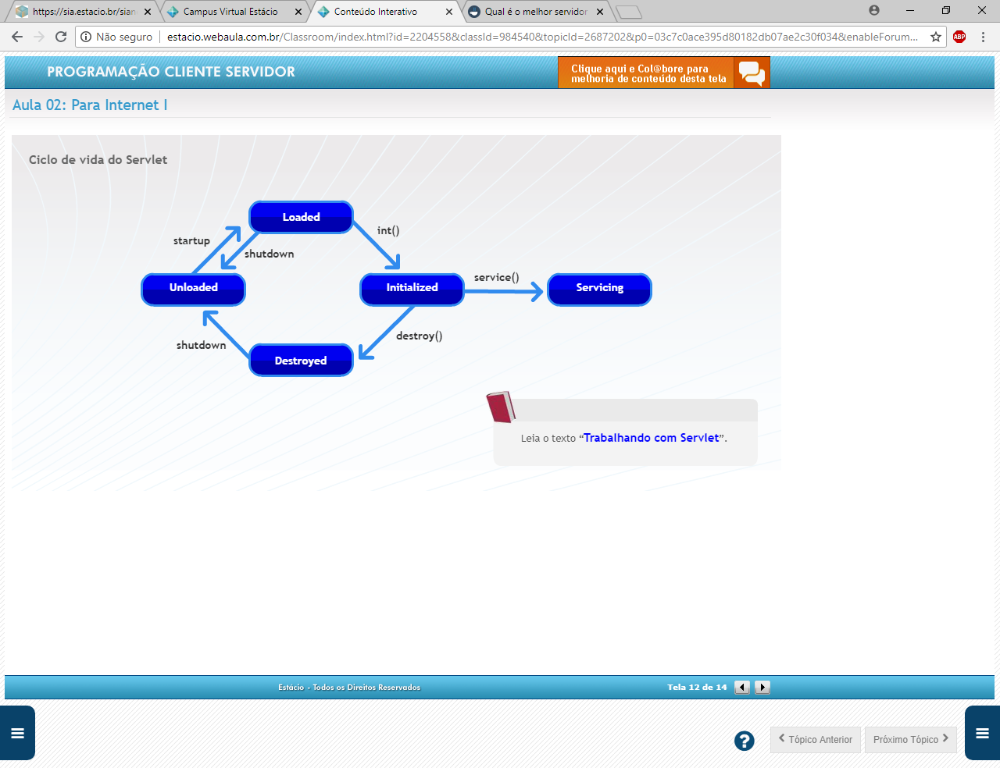 https://sia.estacio.br/sian
Campus Virtual Estácio
Conteúdo Interativo
Qual é o melhor servidor
Não seguro
estacio.webaula.com.br/Classroom/index.html?id=2204558&classId=984540&topicId=2687202&p0=03c7c0ace395d80182db07ae2c30f034&enableForum...
ABP
PROGRAMAÇÃO CLIENTE SERVIDOR
Clique aqui e Col@bore para
melhoria de conteúdo desta tela
Aula 02: Para Internet I
Ciclo de vida do Servlet
Loaded
startup
int()
shutdown
service()
Unloaded
Initialized
Servicing
destroy()
shutdown
Destroyed
Leia o texto “Trabalhando com Servlet”.
Estácio - Todos os Direitos Reservados
Tela 12 de 14
?
Tópico Anterior
Próximo Tópico